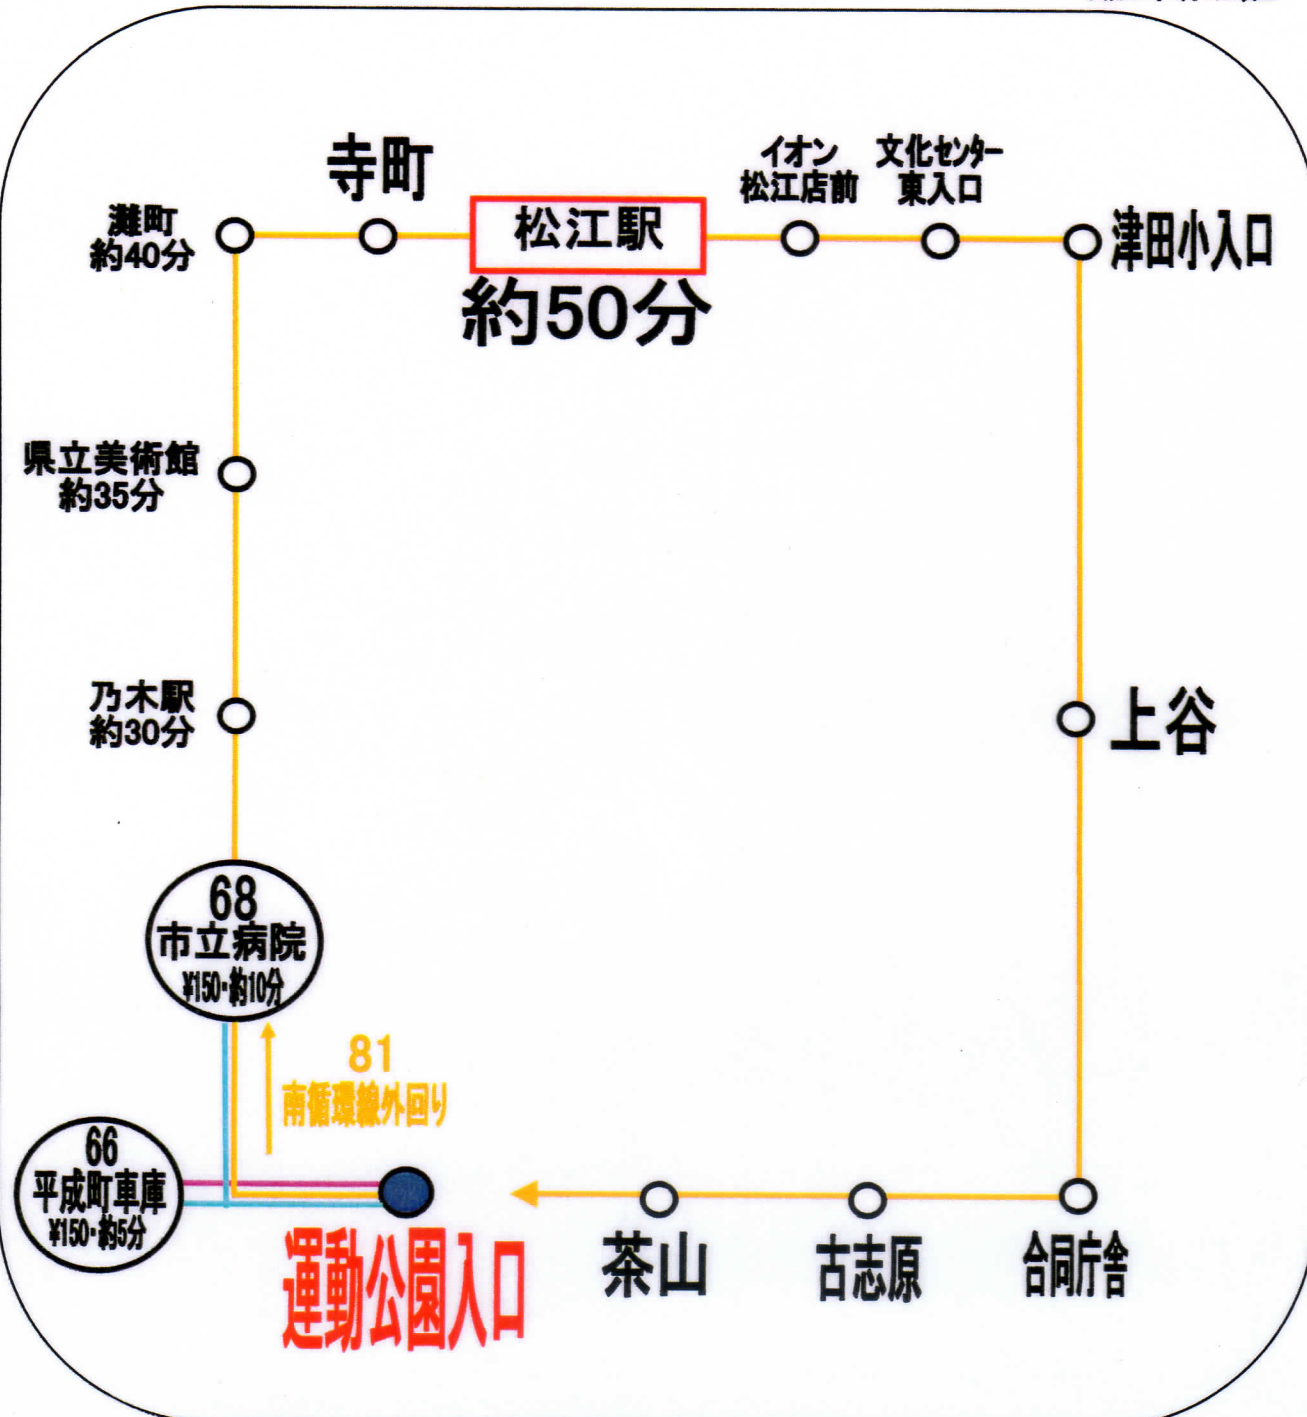 寺町
松江駅
約50分
イオン
松江店前
文化センター
東入口
津田小入口
灘町
約40分
県立美術館
約35分
乃木駅
約30分
上谷
68
市立病院
¥150・約10分
81
南循環線外回り
66
平成町車庫
¥150・約5分
運動公園入口
茶山
古志原
合同庁舎